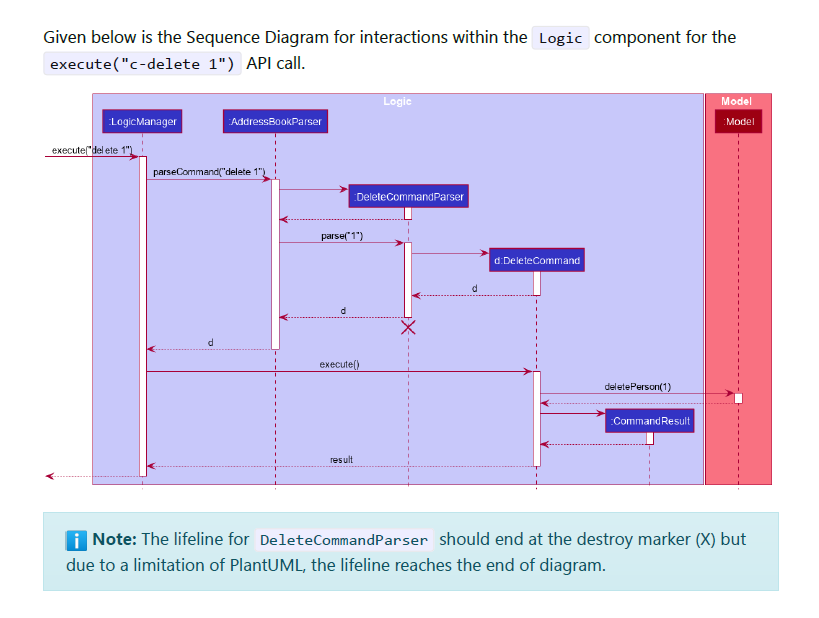 Given below is the Sequence Diagram for interactions within the Logic component for the
execute("c-delete 1") API call.
Logic
Model
:LogicManager
:AddressBookParser
:Model
execute("delete 1")
parseCommand("delete 1")
:DeleteCommandParser
parse("1")
d:DeleteCommand
d
d
d
execute()
deletePerson(1)
:CommandResult
result
i Note: The lifeline for DeleteCommandParser should end at the destroy marker (X) but
due to a limitation of PlantUML, the lifeline reaches the end of diagram.